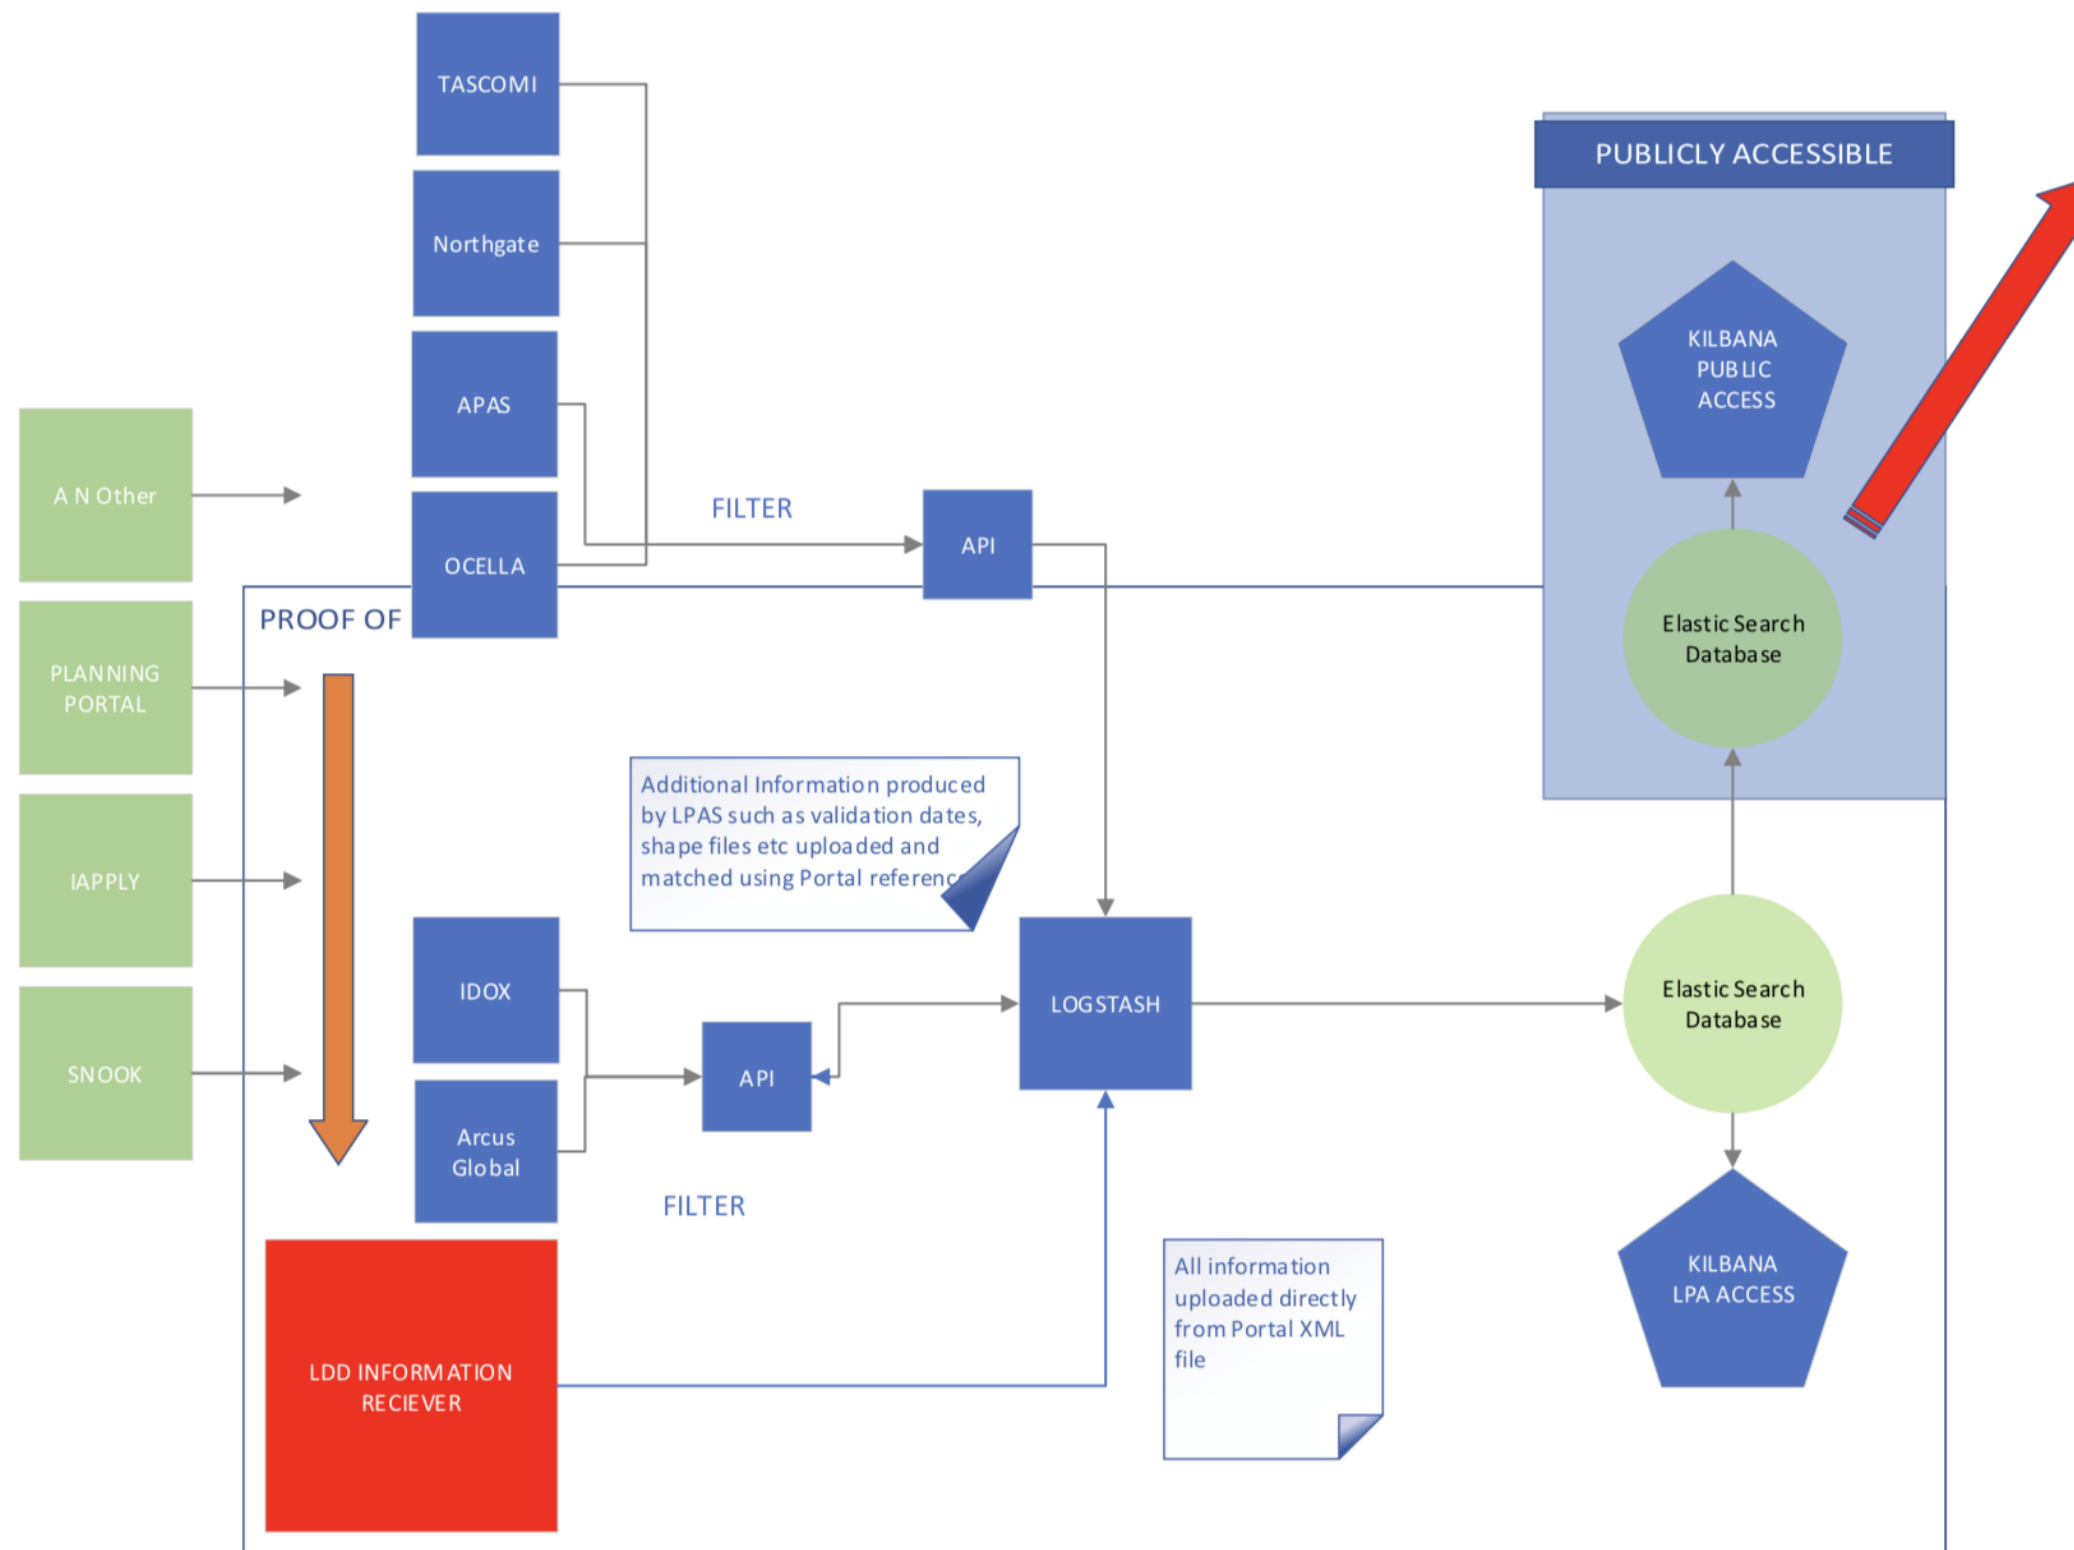 TASCOMI
Northgate
APAS
OCELLA
A N Other
PLANNING
PORTAL
IAPPLY
SNOOK
PROOF OF
FILTER
API
PUBLICLY ACCESSIBLE
KILBANA
PUBLIC
ACCESS
Elastic Search
Database
Additional Information produced
by LPAS such as validation dates,
shape files etc uploaded and
matched using Portal reference
IDOX
Arcus
Global
API
FILTER
LOGSTASH
Elastic Search
Database
KILBANA
LPA ACCESS
LDD INFORMATION
RECIEVER
All information
uploaded directly
from Portal XML
file